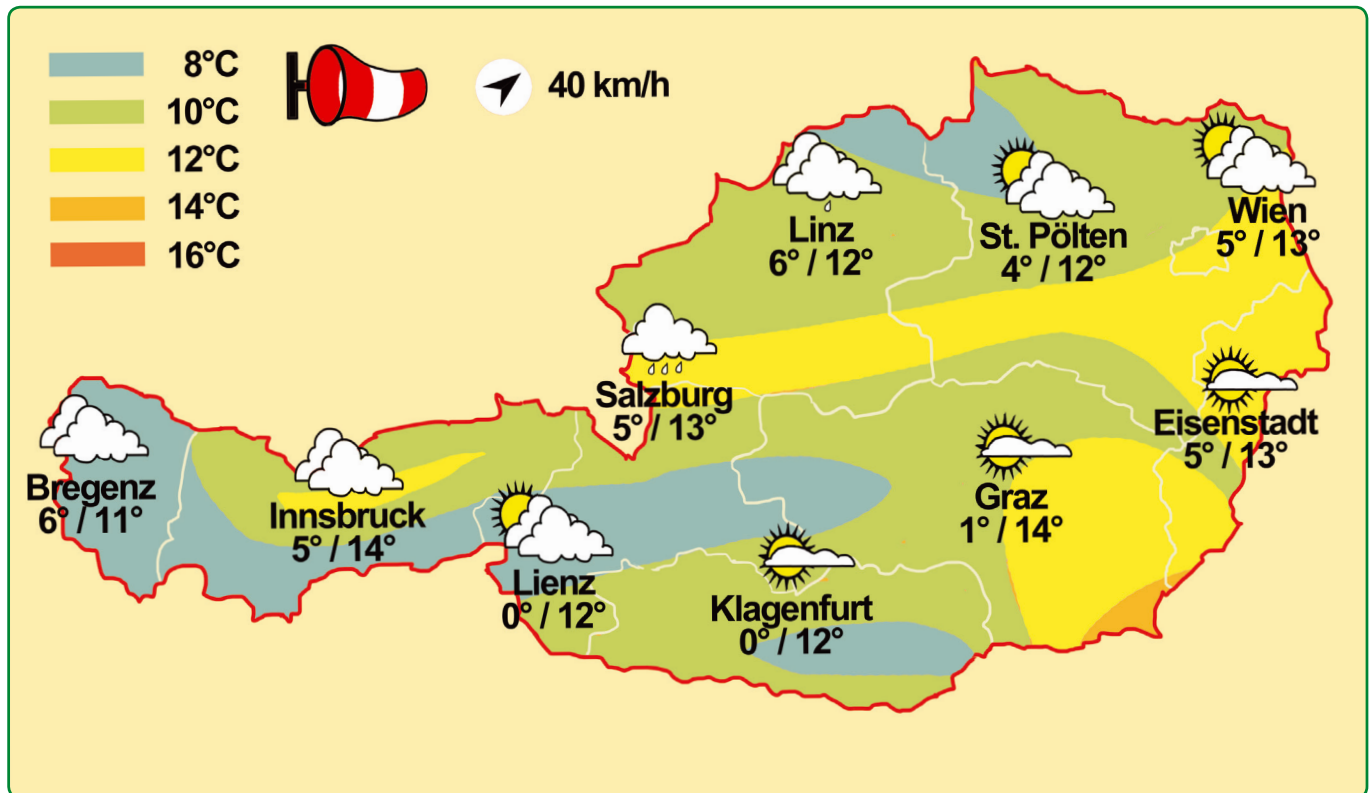 8°C
10°C
12°C
14°C
16°C
40 km/h
Linz
6° / 12°
St. Pölten
4° / 12°
Wien
5° / 13°
Salzburg
5° / 13°
Eisenstadt
5° / 13°
Bregenz
6° / 11°
Innsbruck
5° / 14°
Graz
1° / 14°
Lienz
0° / 12°
Klagenfurt
0° / 12°